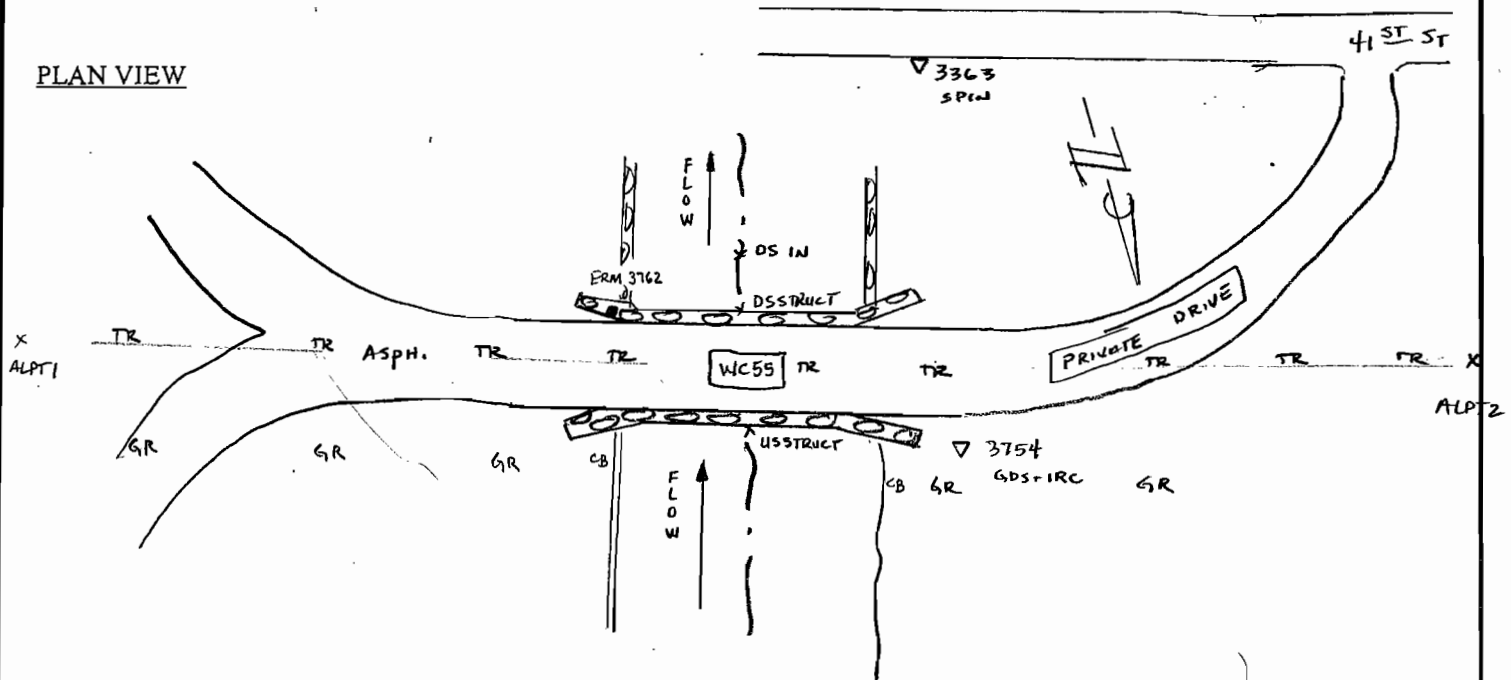 41ST ST
PLAN VIEW
3363
SPIN
N
FLOW
DS IN
ERM 3762
DSSTRUCT
PRIVATE DRIVE
X TR TR ASPH. TR TR WC55 TR TR TR TR TR X
ALPT1
ALPT2
USSTRUCT
3754
GR GR GR CB CB GR GDS-IRC GR
FLOW